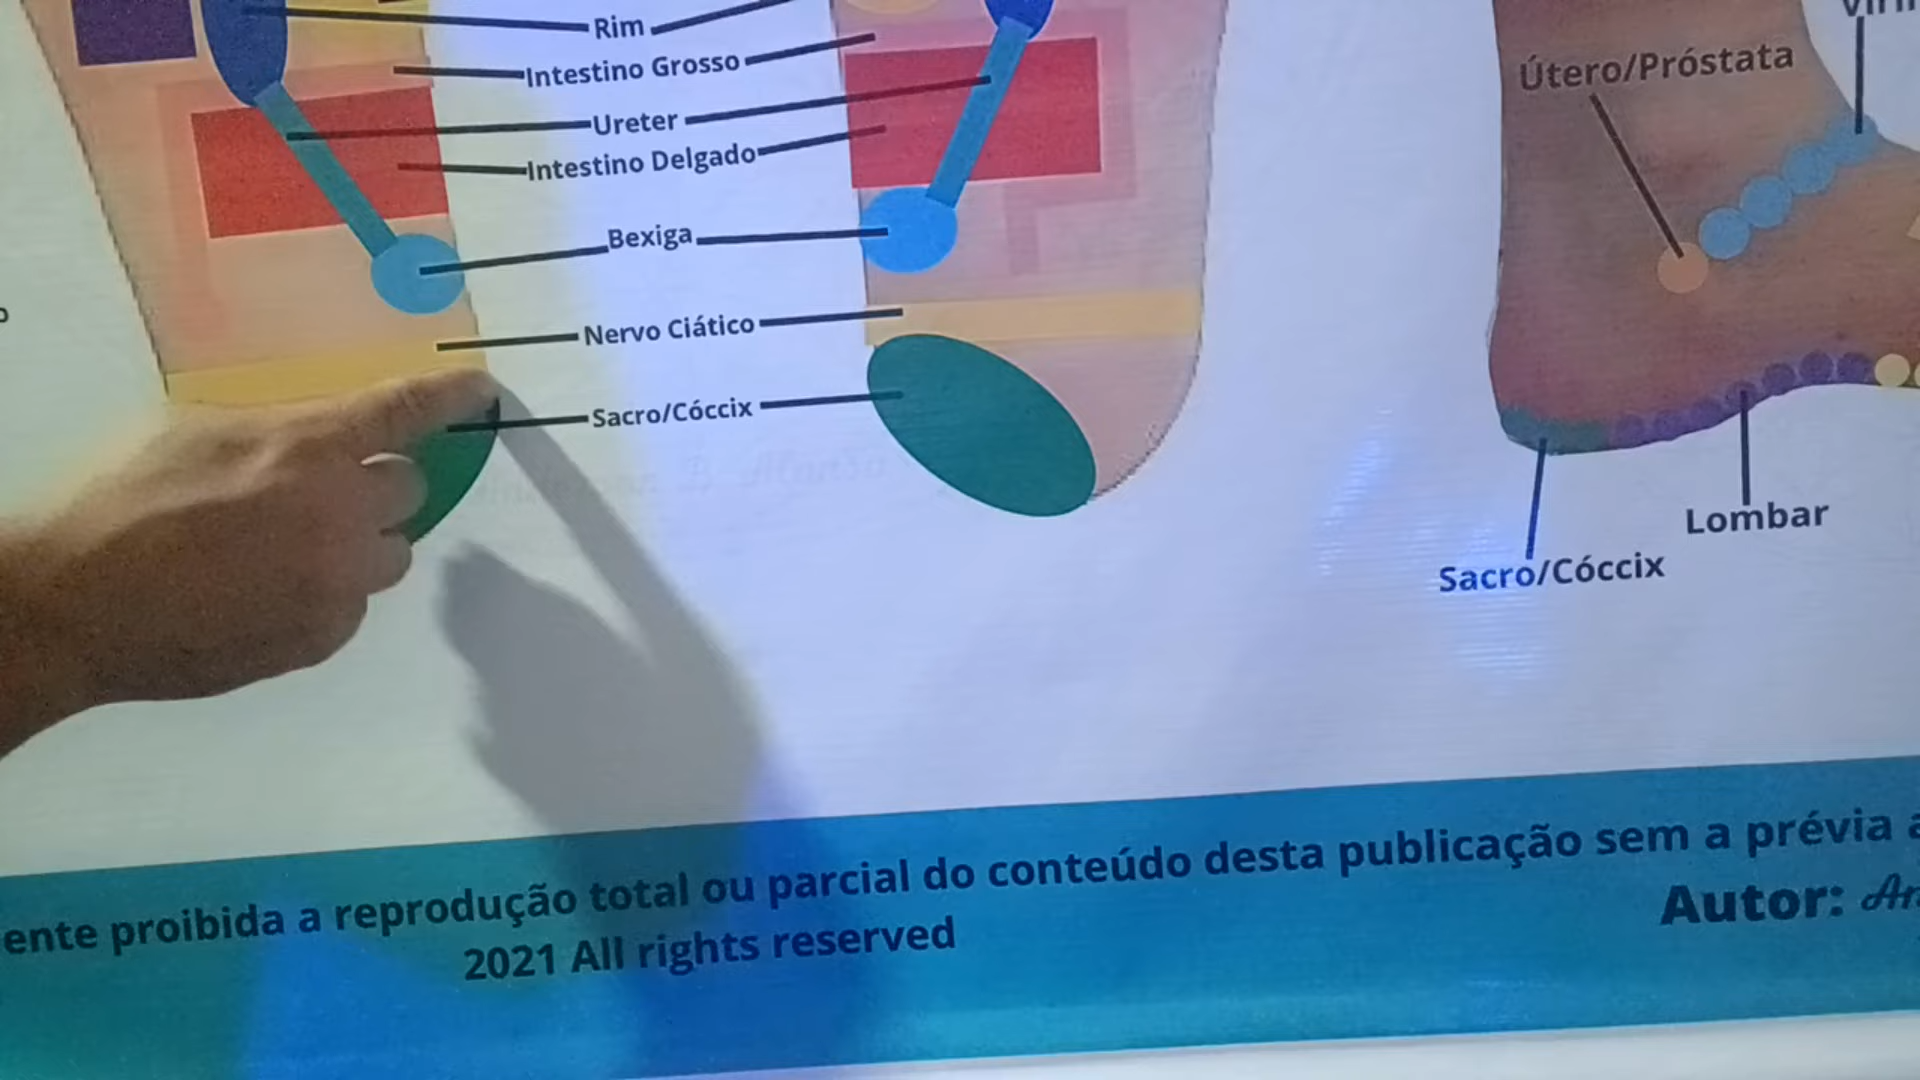 Rim
Intestino Grosso
Ureter
Intestino Delgado
Bexiga
Nervo Ciático
Sacro/Cóccix
Útero/Próstata
Lombar
Sacro/Cóccix
ente proibida a reprodução total ou parcial do conteúdo desta publicação sem a prévia a
2021 All rights reserved
Autor: